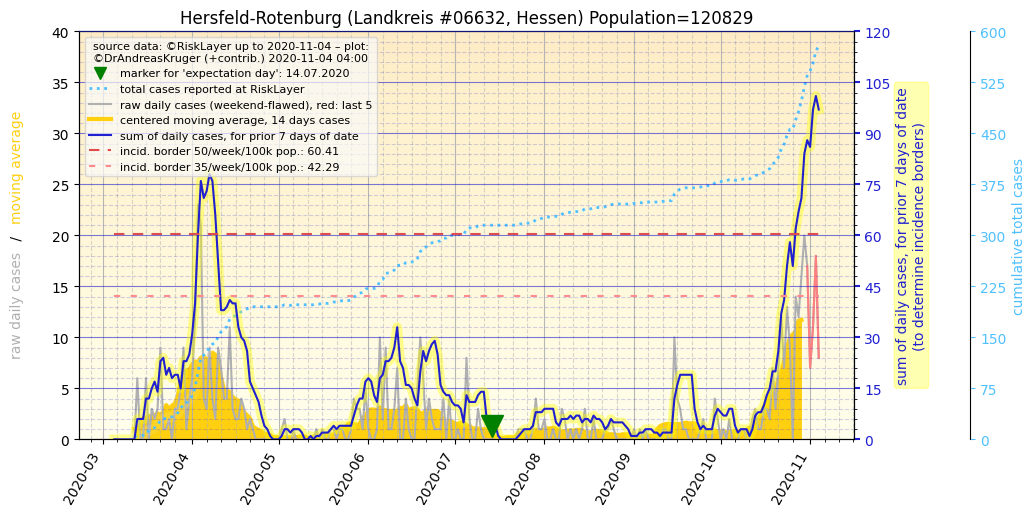 Hersfeld-Rotenburg (Landkreis #06632, Hessen) Population=120829
source data: ©RiskLayer up to 2020-11-04 – plot:
©DrAndreasKruger (+contrib.) 2020-11-04 04:00
marker for 'expectation day': 14.07.2020
total cases reported at RiskLayer
raw daily cases (weekend-flawed), red: last 5
centered moving average, 14 days cases
sum of daily cases, for prior 7 days of date
incid. border 50/week/100k pop.: 60.41
incid. border 35/week/100k pop.: 42.29
raw daily cases / moving average
40
35
30
25
20
15
10
5
0
2020-03
2020-04
2020-05
2020-06
2020-07
2020-08
2020-09
2020-10
2020-11
120
105
90
75
60
45
30
15
0
sum of daily cases, for prior 7 days of date
(to determine incidence borders)
600
525
450
375
300
225
150
75
0
cumulative total cases